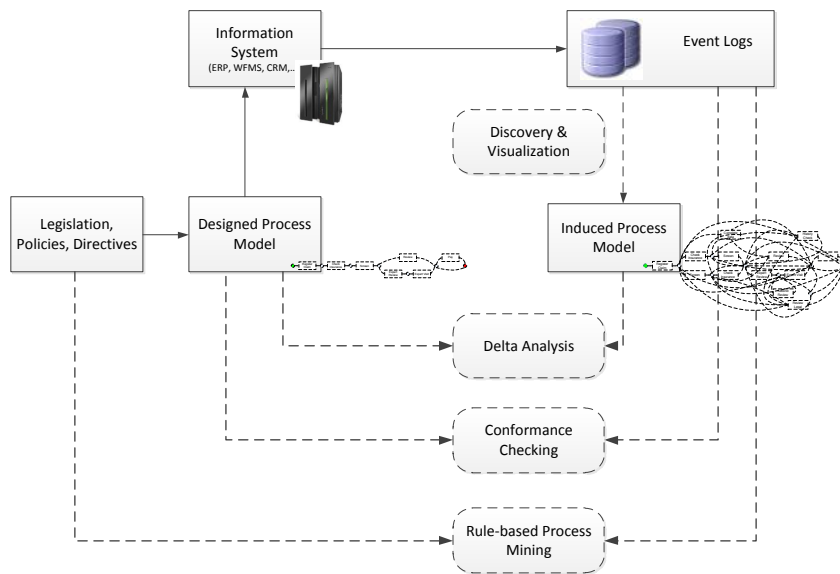 Information
System
(ERP, WFMS, CRM,..
Event Logs
Discovery &
Visualization
Legislation,
Policies, Directives
Designed Process
Model
Induced Process
Model
Delta Analysis
Conformance
Checking
Rule-based Process
Mining